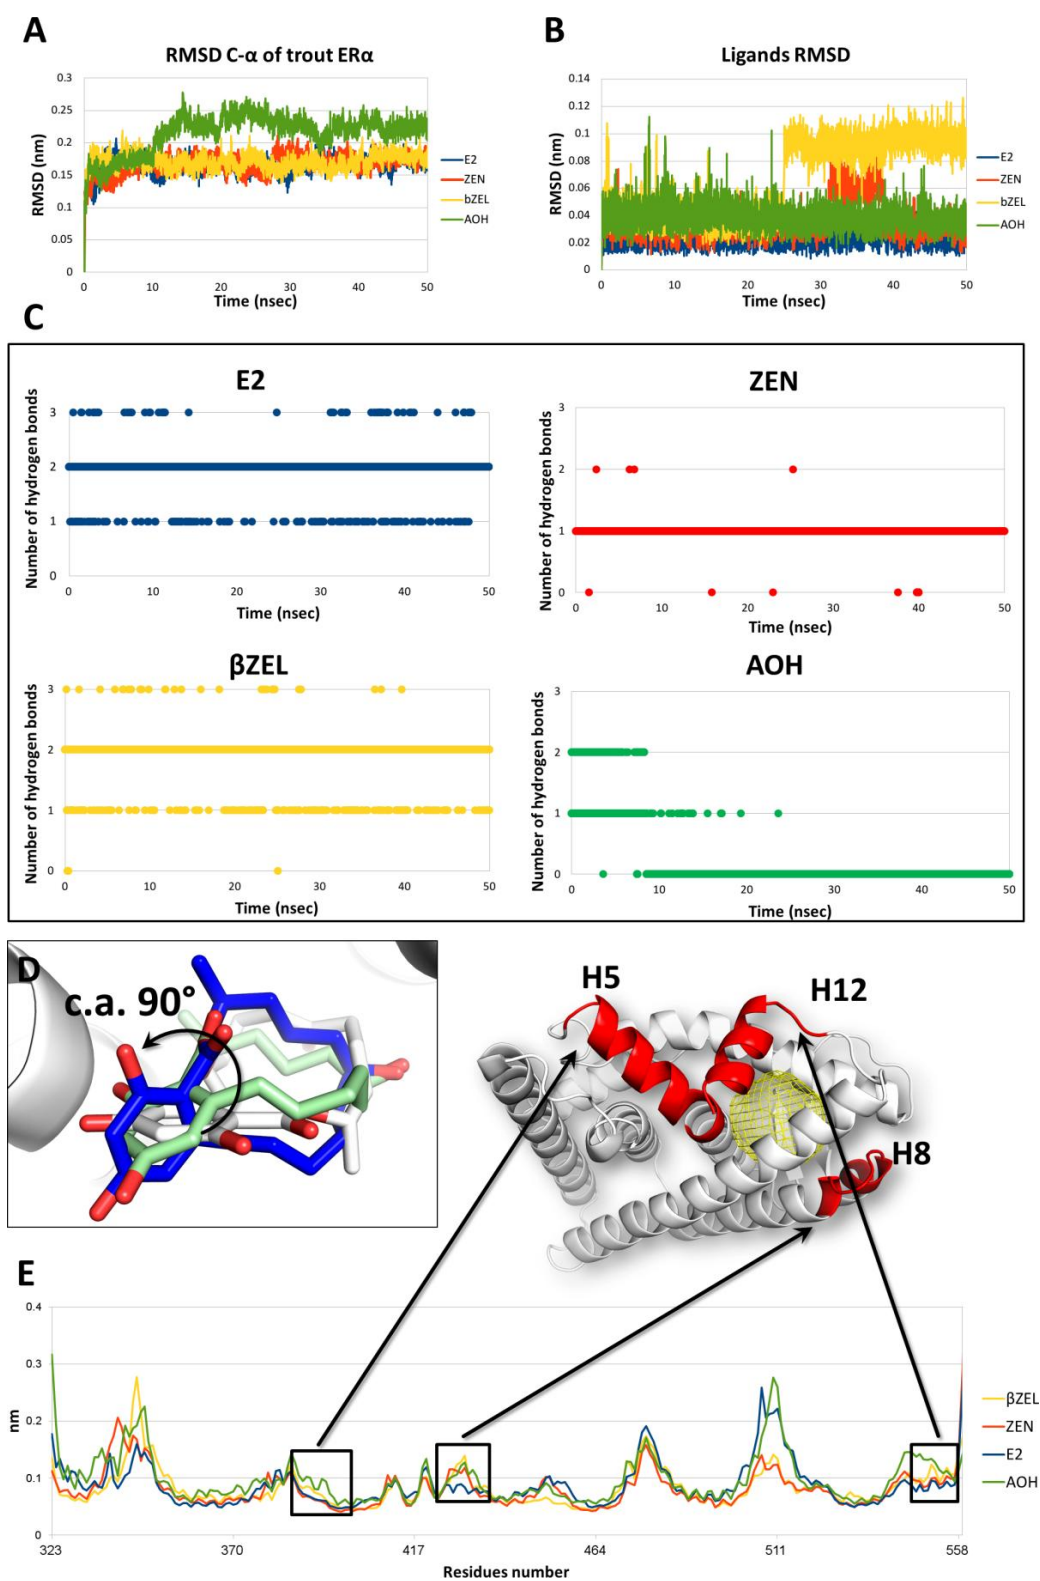 A
RMSD C-α of trout ERα
RMSD (nm)
0.3
0.25
0.2
0.15
0.1
0.05
0
0 10 20 30 40 50
Time (nsec)
E2
ZEN
bZEL
AOH
B
Ligands RMSD
RMSD (nm)
0.14
0.12
0.1
0.08
0.06
0.04
0.02
0
0 10 20 30 40 50
Time (nsec)
E2
ZEN
bZEL
AOH
C
E2
Number of hydrogen bonds
3
2
1
0
0 10 20 30 40 50
Time (nsec)
ZEN
Number of hydrogen bonds
3
2
1
0
0 10 20 30 40 50
Time (nsec)
βZEL
Number of hydrogen bonds
3
2
1
0
0 10 20 30 40 50
Time (nsec)
AOH
Number of hydrogen bonds
3
2
1
0
0 10 20 30 40 50
Time (nsec)
D
c.a. 90°
H5
H12
H8
E
nm
0.4
0.3
0.2
0.1
0
323 370 417 464 511 558
Residues number
βZEL
ZEN
E2
AOH